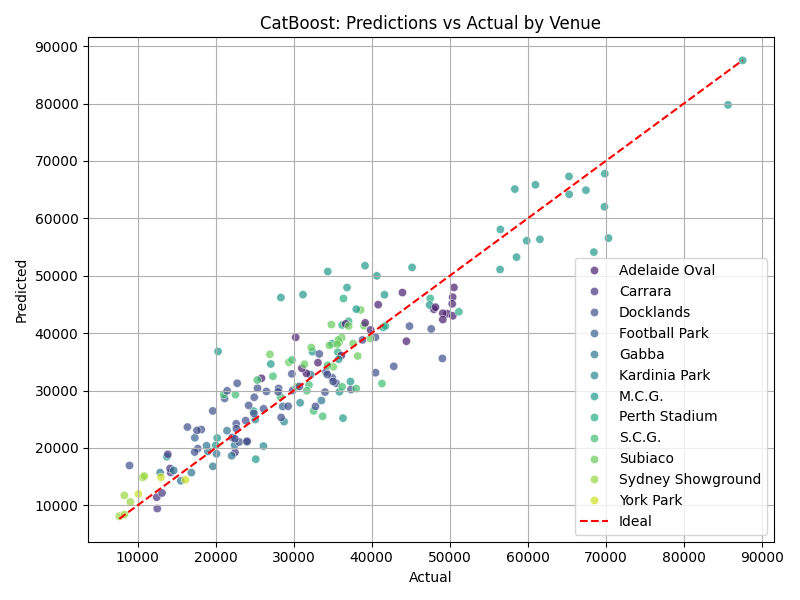 CatBoost: Predictions vs Actual by Venue
90000
80000
70000
60000
50000
40000
30000
20000
10000
Predicted
Adelaide Oval
Carrara
Docklands
Football Park
Gabba
Kardinia Park
M.C.G.
Perth Stadium
S.C.G.
Subiaco
Sydney Showground
York Park
Ideal
10000 20000 30000 40000 50000 60000 70000 80000 90000
Actual